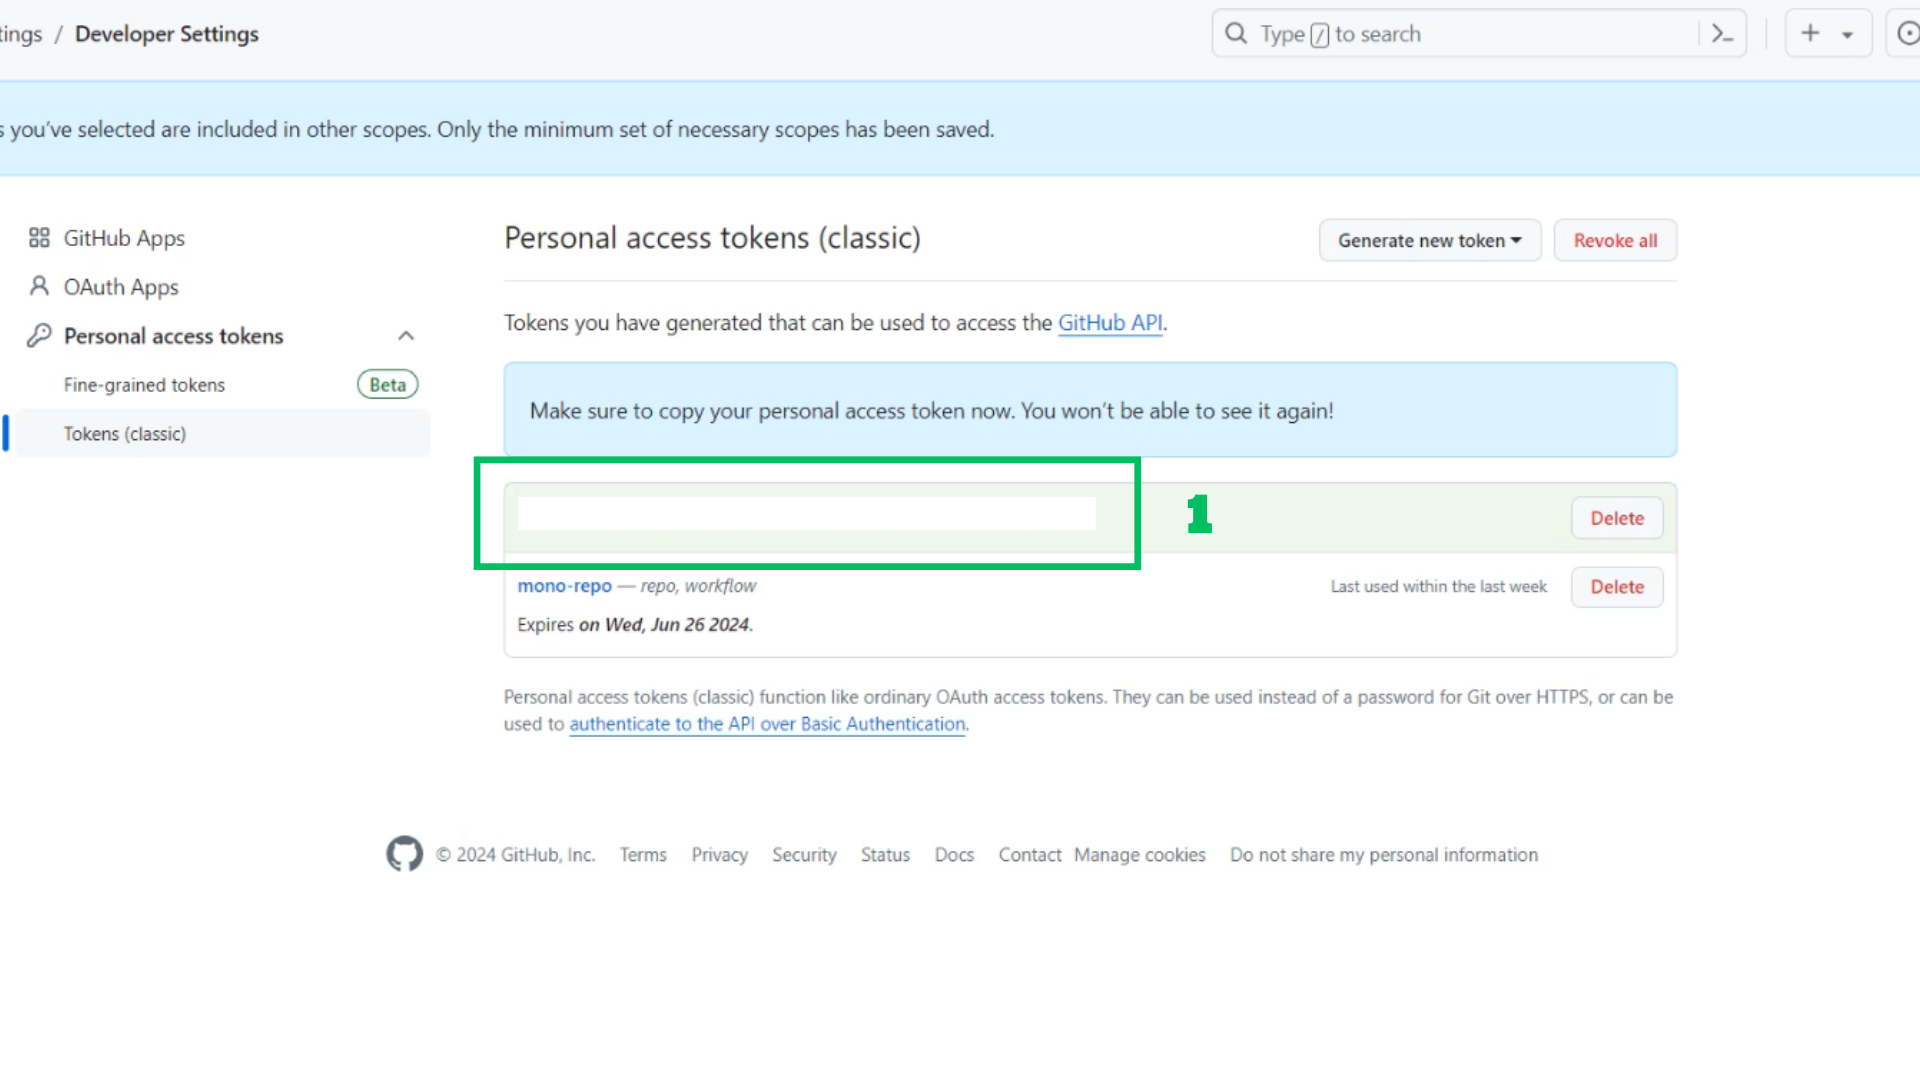 tings / Developer Settings
Type / to search
s you've selected are included in other scopes. Only the minimum set of necessary scopes has been saved.
GitHub Apps
OAuth Apps
Personal access tokens
Fine-grained tokens Beta
Tokens (classic)
Personal access tokens (classic)
Generate new token
Revoke all
Tokens you have generated that can be used to access the GitHub API.
Make sure to copy your personal access token now. You won't be able to see it again!
1
Delete
mono-repo — repo, workflow
Last used within the last week
Delete
Expires on Wed, Jun 26 2024.
Personal access tokens (classic) function like ordinary OAuth access tokens. They can be used instead of a password for Git over HTTPS, or can be
used to authenticate to the API over Basic Authentication.
© 2024 GitHub, Inc. Terms Privacy Security Status Docs Contact Manage cookies Do not share my personal information